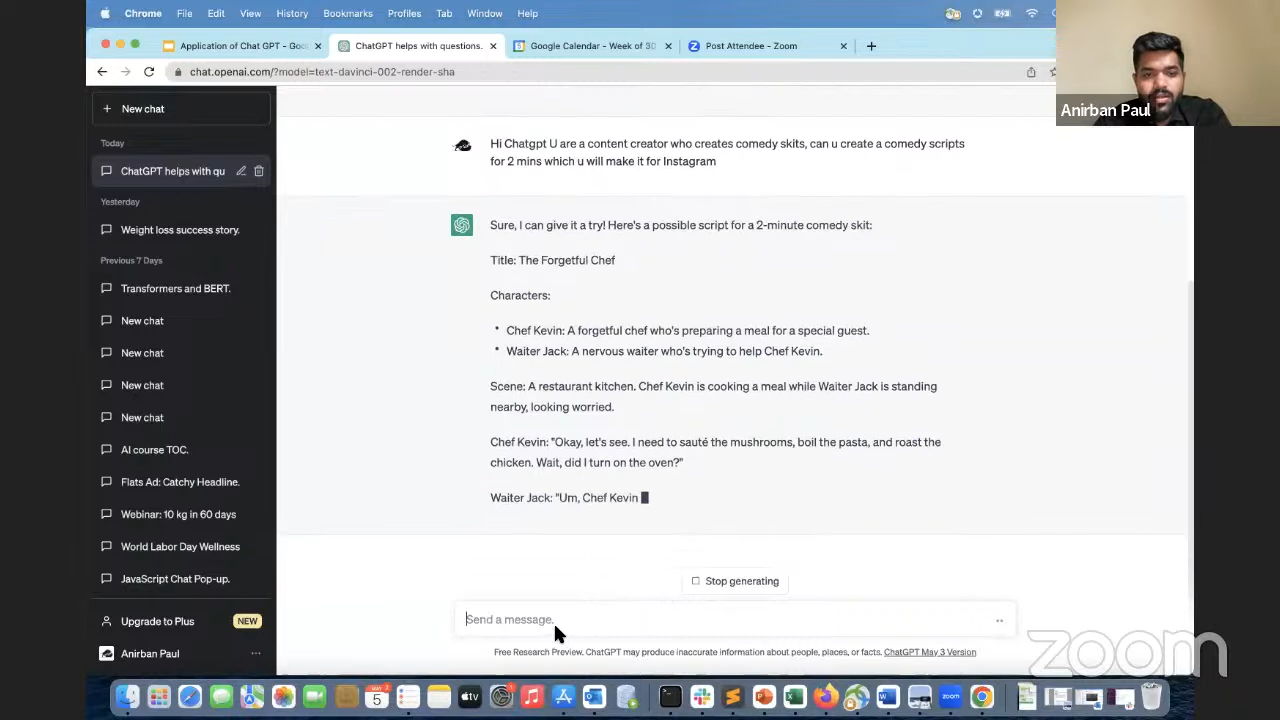 Chrome File Edit View History Bookmarks Profiles Tab Window Help
Application of Chat GPT - Goo
ChatGPT helps with questions.
Google Calendar - Week of 30
Post Attendee - Zoom
chat.openai.com/?model=text-davinci-002-render-sha
Anirban Paul
New chat
Today
ChatGPT helps with qu
Yesterday
Weight loss success story.
Previous 7 Days
Transformers and BERT.
New chat
New chat
New chat
New chat
AI course TOC.
Flats Ad: Catchy Headline.
Webinar: 10 kg in 60 days
World Labor Day Wellness
JavaScript Chat Pop-up.
Upgrade to Plus NEW
Anirban Paul
Hi Chatgpt U are a content creator who creates comedy skits, can u create a comedy scripts
for 2 mins which u will make it for Instagram
Sure, I can give it a try! Here's a possible script for a 2-minute comedy skit:
Title: The Forgetful Chef
Characters:
• Chef Kevin: A forgetful chef who's preparing a meal for a special guest.
• Waiter Jack: A nervous waiter who's trying to help Chef Kevin.
Scene: A restaurant kitchen. Chef Kevin is cooking a meal while Waiter Jack is standing
nearby, looking worried.
Chef Kevin: "Okay, let's see. I need to sauté the mushrooms, boil the pasta, and roast the
chicken. Wait, did I turn on the oven?"
Waiter Jack: "Um, Chef Kevin
Stop generating
Send a message.
Free Research Preview. ChatGPT may produce inaccurate information about people, places, or facts. ChatGPT May 3 Version
zoom
5
tv
zoom